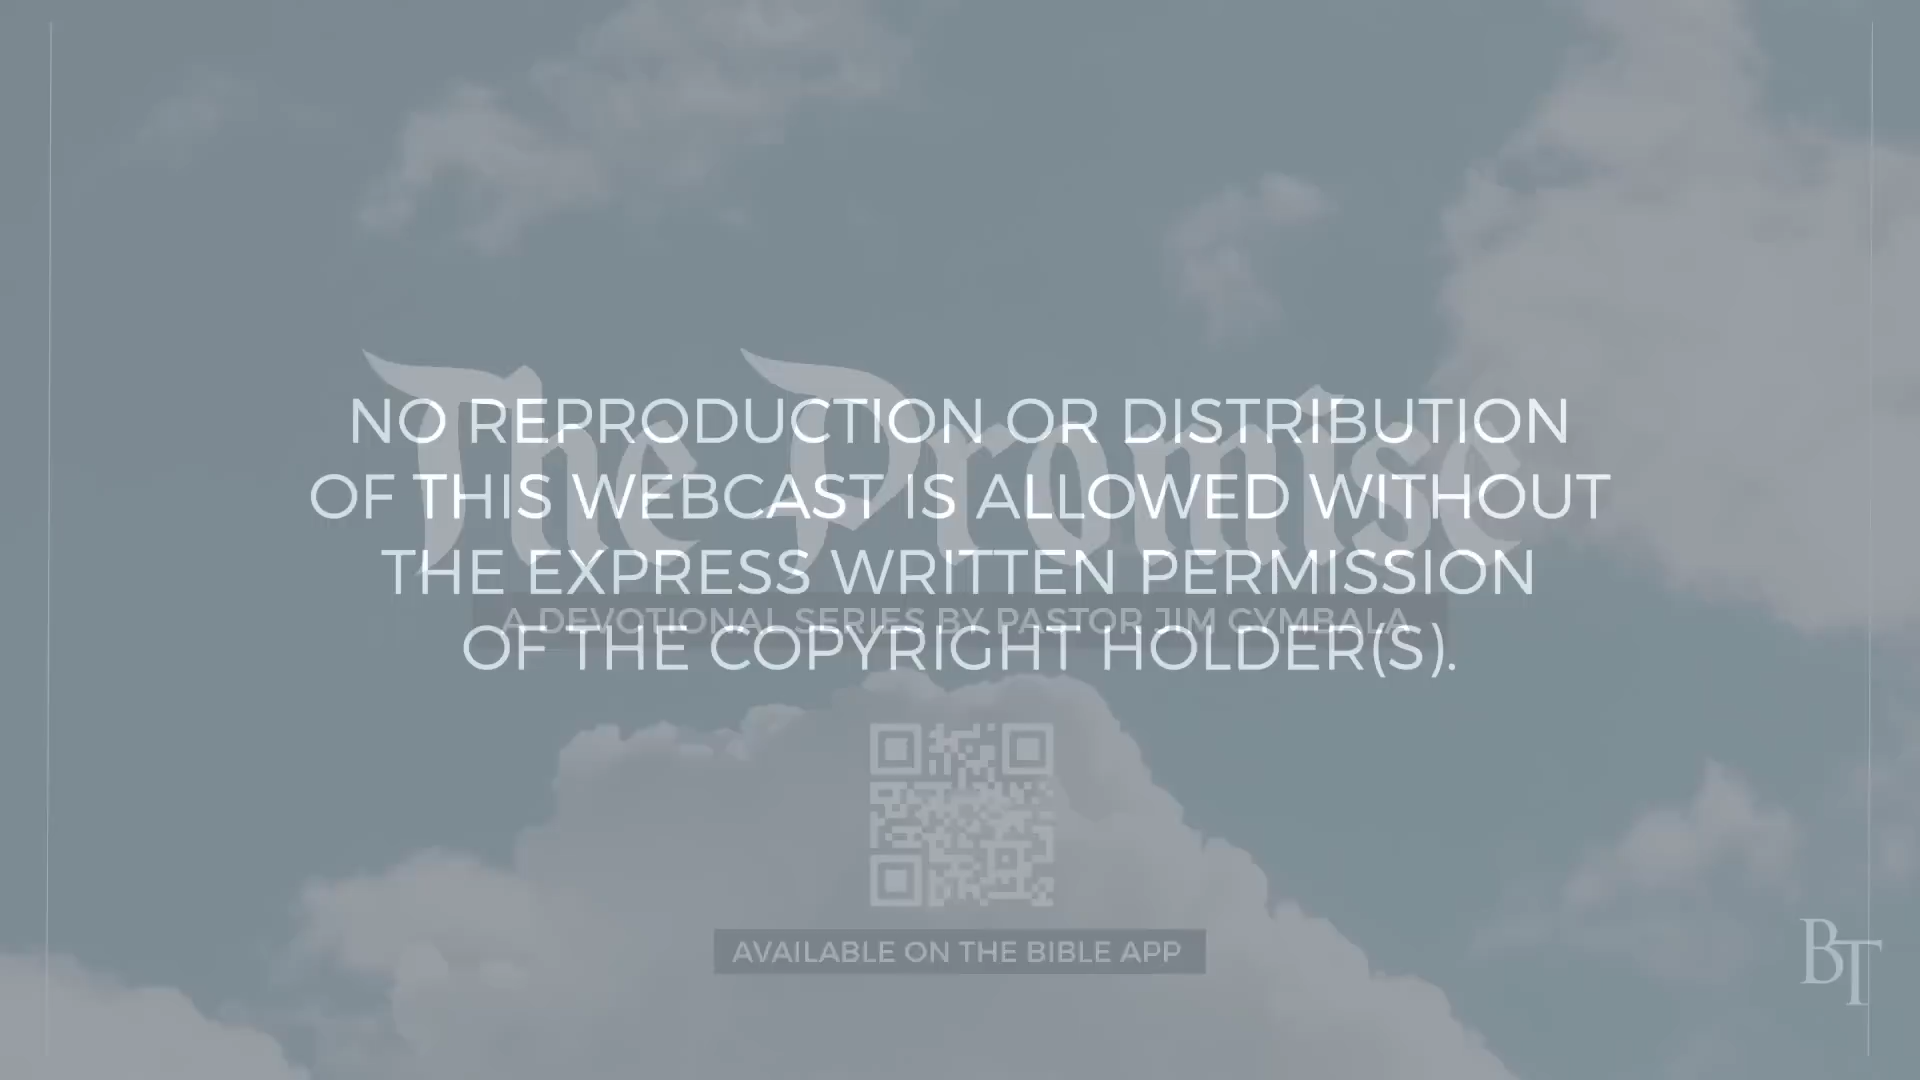 The Promise
NO REPRODUCTION OR DISTRIBUTION
OF THIS WEBCAST IS ALLOWED WITHOUT
THE EXPRESS WRITTEN PERMISSION
OF THE COPYRIGHT HOLDER(S).
A DEVOTIONAL SERIES BY PASTOR JIM CYMBALA
AVAILABLE ON THE BIBLE APP
BT